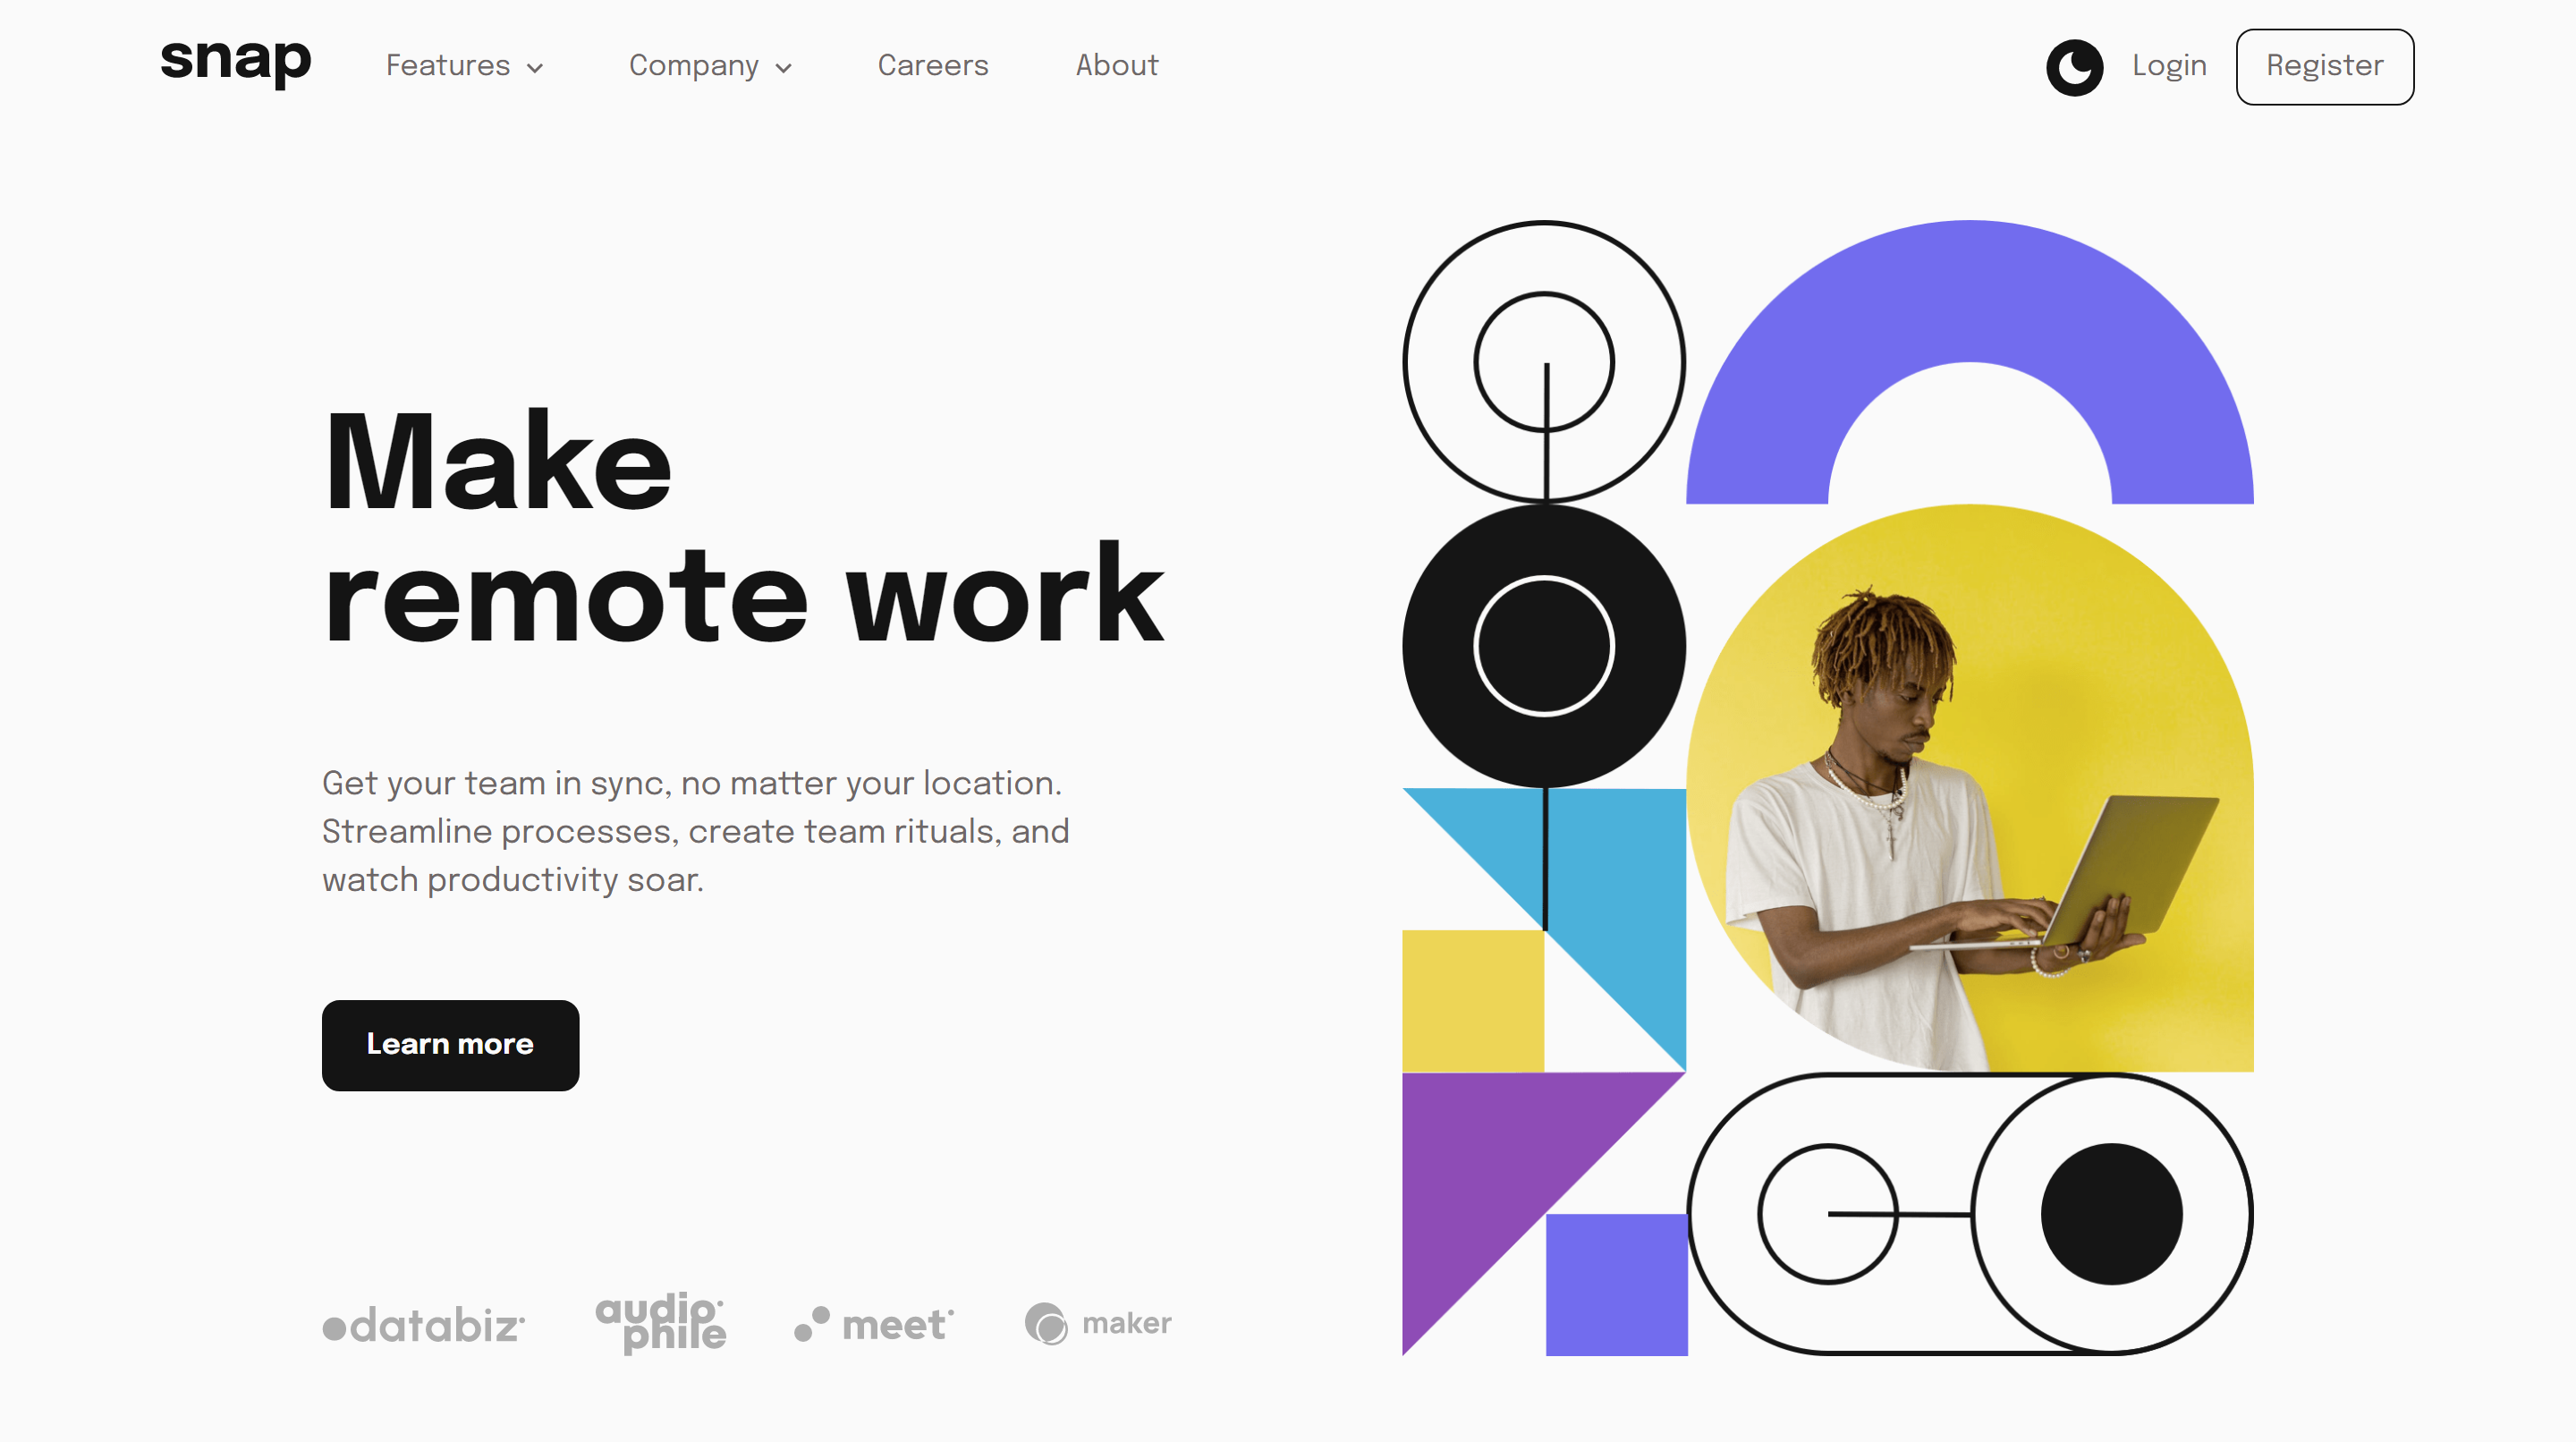 snap
Features
Company
Careers
About
Login
Register
Make
remote work
Get your team in sync, no matter your location.
Streamline processes, create team rituals, and
watch productivity soar.
Learn more
databiz
audio
phile
meet
maker